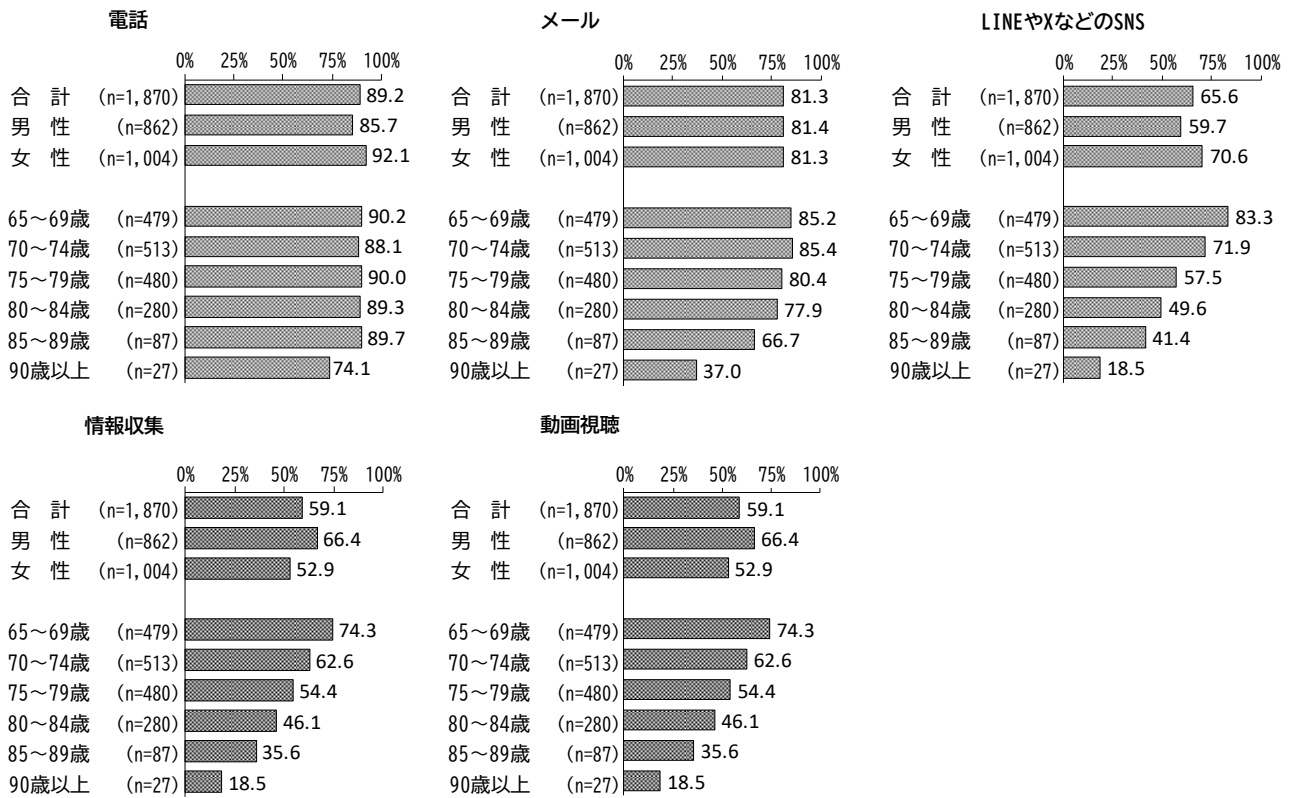 電話
0% 25% 50% 75% 100%
合 計 (n=1,870) 89.2
男 性 (n=862) 85.7
女 性 (n=1,004) 92.1
65～69歳 (n=479) 90.2
70～74歳 (n=513) 88.1
75～79歳 (n=480) 90.0
80～84歳 (n=280) 89.3
85～89歳 (n=87) 89.7
90歳以上 (n=27) 74.1
メール
0% 25% 50% 75% 100%
合 計 (n=1,870) 81.3
男 性 (n=862) 81.4
女 性 (n=1,004) 81.3
65～69歳 (n=479) 85.2
70～74歳 (n=513) 85.4
75～79歳 (n=480) 80.4
80～84歳 (n=280) 77.9
85～89歳 (n=87) 66.7
90歳以上 (n=27) 37.0
LINEやXなどのSNS
0% 25% 50% 75% 100%
合 計 (n=1,870) 65.6
男 性 (n=862) 59.7
女 性 (n=1,004) 70.6
65～69歳 (n=479) 83.3
70～74歳 (n=513) 71.9
75～79歳 (n=480) 57.5
80～84歳 (n=280) 49.6
85～89歳 (n=87) 41.4
90歳以上 (n=27) 18.5
情報収集
0% 25% 50% 75% 100%
合 計 (n=1,870) 59.1
男 性 (n=862) 66.4
女 性 (n=1,004) 52.9
65～69歳 (n=479) 74.3
70～74歳 (n=513) 62.6
75～79歳 (n=480) 54.4
80～84歳 (n=280) 46.1
85～89歳 (n=87) 35.6
90歳以上 (n=27) 18.5
動画視聴
0% 25% 50% 75% 100%
合 計 (n=1,870) 59.1
男 性 (n=862) 66.4
女 性 (n=1,004) 52.9
65～69歳 (n=479) 74.3
70～74歳 (n=513) 62.6
75～79歳 (n=480) 54.4
80～84歳 (n=280) 46.1
85～89歳 (n=87) 35.6
90歳以上 (n=27) 18.5